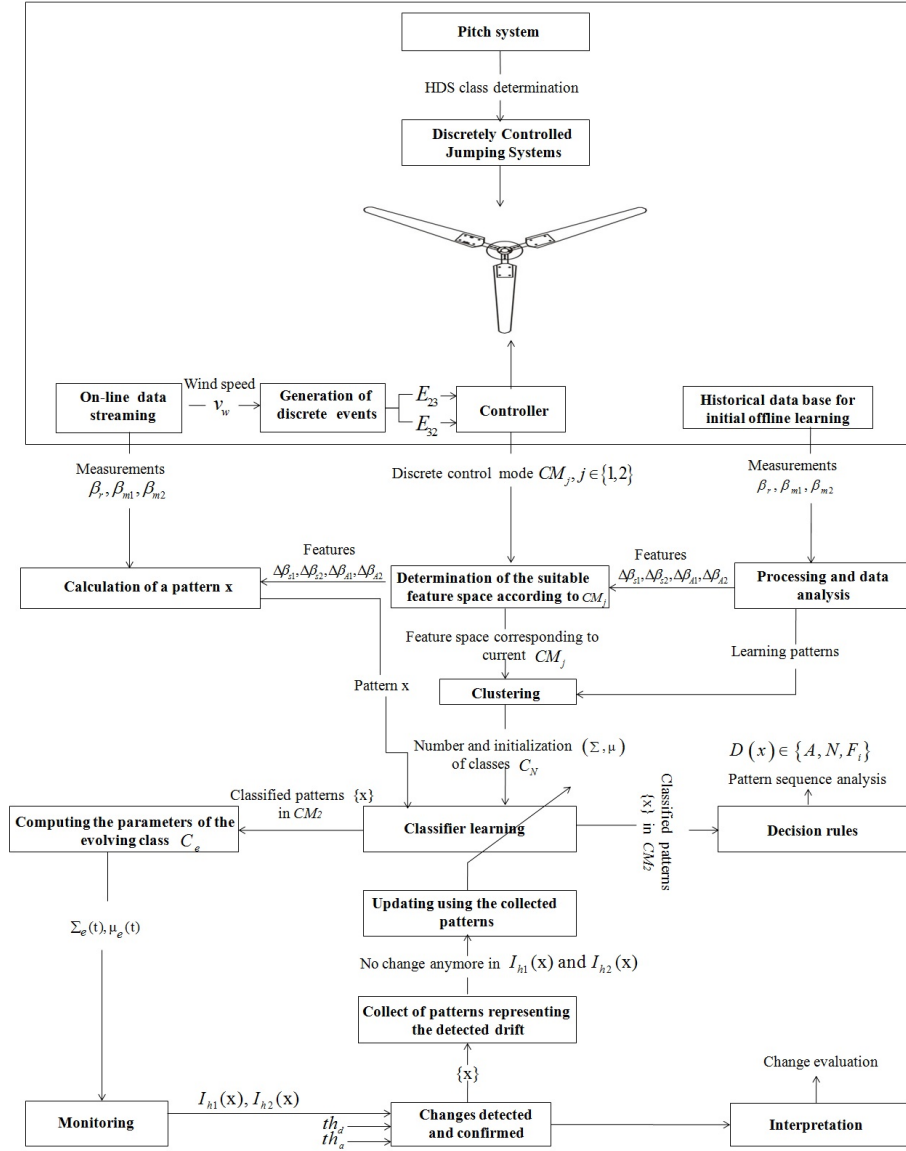 Pitch system
HDS class determination
Discretely Controlled
Jumping Systems
On-line data
streaming
Wind speed
v_w
Generation of
discrete events
E_23
E_32
Controller
Historical data base for
initial offline learning
Measurements
β_r, β_m1, β_m2
Discrete control mode CM_j, j ∈ {1,2}
Measurements
β_r, β_m1, β_m2
Calculation of a pattern x
Features
Δβ_s1, Δβ_s2, Δβ_A1, Δβ_A2
Determination of the suitable
feature space according to CM_j
Features
Δβ_s1, Δβ_s2, Δβ_A1, Δβ_A2
Processing and data
analysis
Feature space corresponding to
current CM_j
Learning patterns
Pattern x
Clustering
Number and initialization (Σ, μ)
of classes C_N
D(x) ∈ {A, N, F_i}
Pattern sequence analysis
Classified patterns {x}
in CM_2
Computing the parameters of the
evolving class C_e
Classifier learning
Classified patterns
{x} in CM_2
Decision rules
Updating using the collected
patterns
Σ_e(t), μ_e(t)
No change anymore in I_h1(x) and I_h2(x)
Collect of patterns representing
the detected drift
{x}
Change evaluation
Monitoring
I_h1(x), I_h2(x)
th_d
th_a
Changes detected
and confirmed
Interpretation